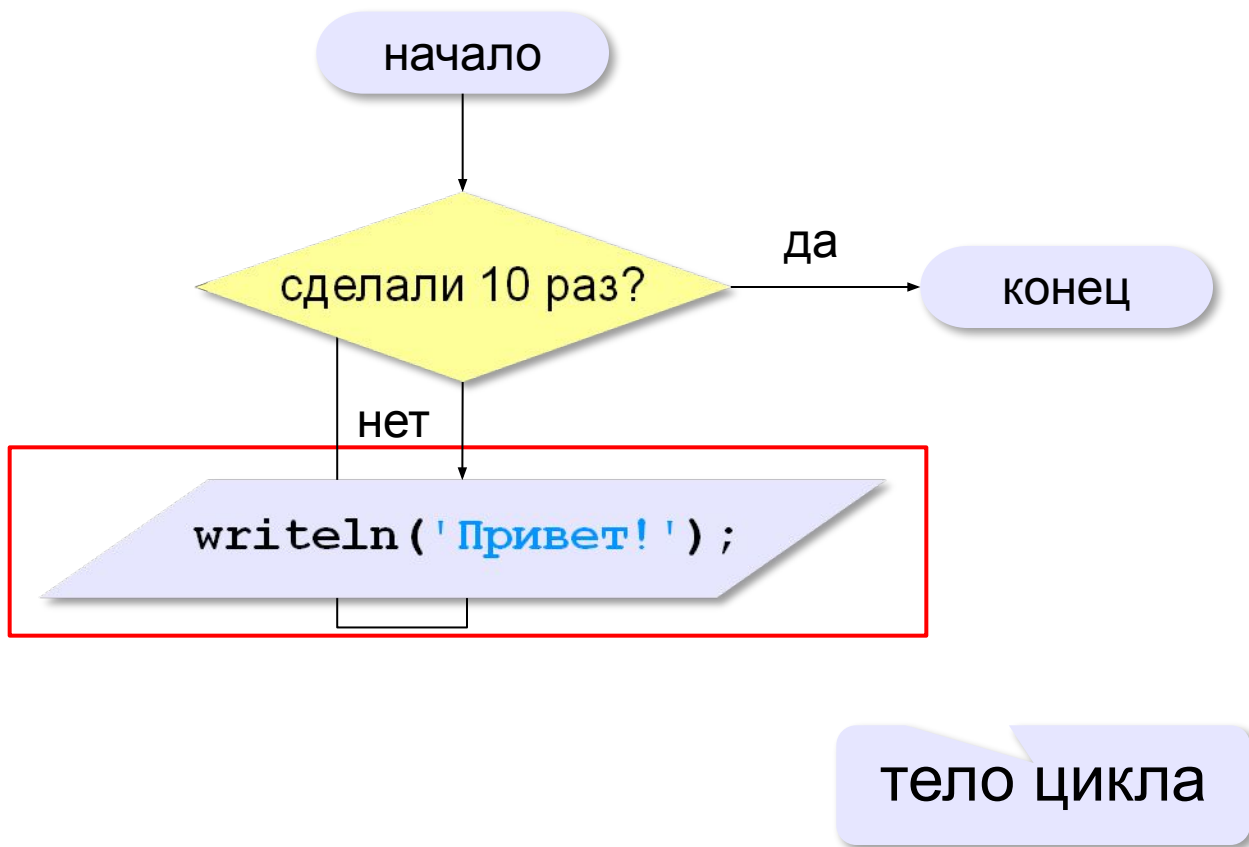 начало
сделали 10 раз?
да
конец
нет
writeln('Привет!');
тело цикла